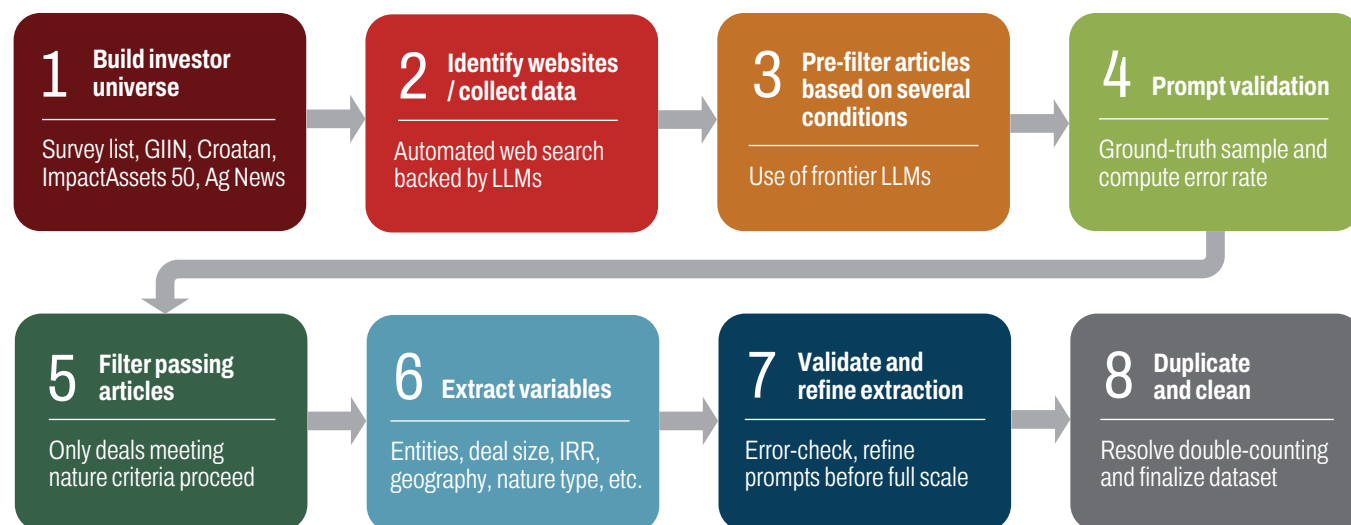 1 Build investor
universe
Survey list, GIIN, Croatan,
ImpactAssets 50, Ag News
2 Identify websites
/ collect data
Automated web search
backed by LLMs
3 Pre-filter articles
based on several
conditions
Use of frontier LLMs
4 Prompt validation
Ground-truth sample and
compute error rate
5 Filter passing
articles
Only deals meeting
nature criteria proceed
6 Extract variables
Entities, deal size, IRR,
geography, nature type, etc.
7 Validate and
refine extraction
Error-check, refine
prompts before full scale
8 Duplicate
and clean
Resolve double-counting
and finalize dataset